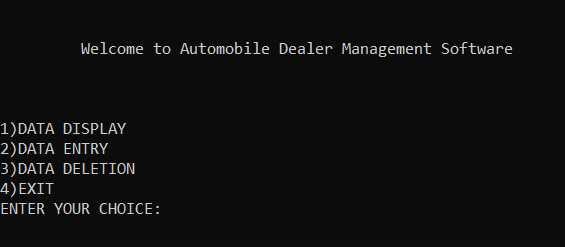 Welcome to Automobile Dealer Management Software
1)DATA DISPLAY
2)DATA ENTRY
3)DATA DELETION
4)EXIT
ENTER YOUR CHOICE: